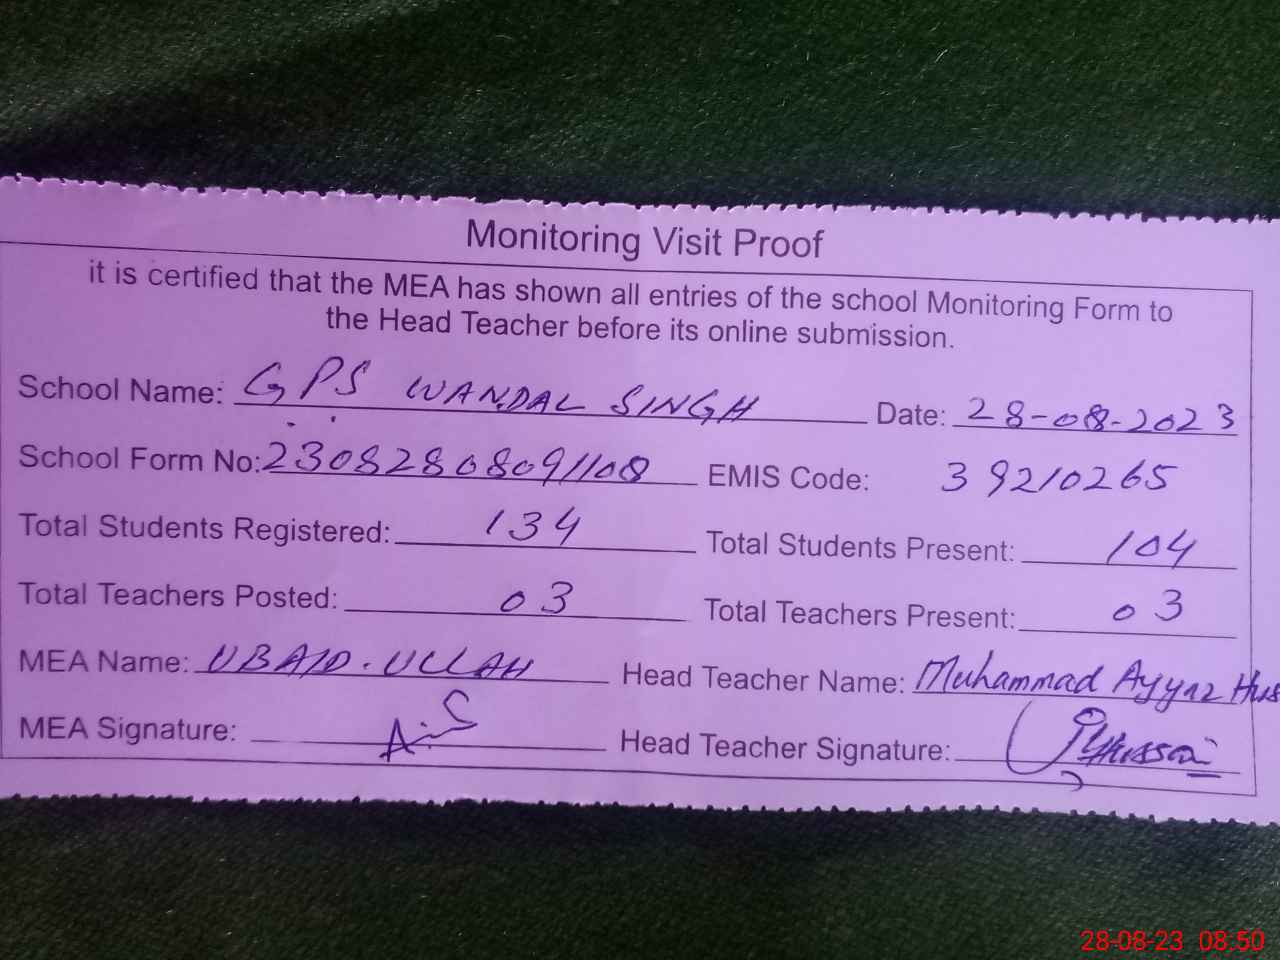 Monitoring Visit Proof
it is certified that the MEA has shown all entries of the school Monitoring Form to
the Head Teacher before its online submission.
School Name: GPS WANDAL SINGH Date: 28-08-2023
School Form No: 23082808091108 EMIS Code: 39210265
Total Students Registered: 134 Total Students Present: 104
Total Teachers Posted: 03 Total Teachers Present: 03
MEA Name: UBAID.ULLAH Head Teacher Name: Muhammad Ayyaz Hus
MEA Signature: Head Teacher Signature:
28-08-23 08:50